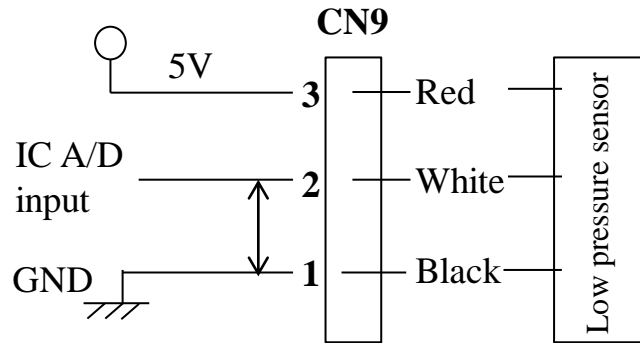 CN9
5V
3
Red
IC A/D
input
2
White
GND
1
Black
Low pressure sensor